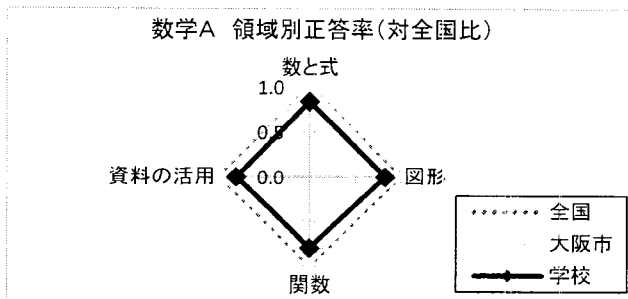 数学A 領域別正答率(対全国比)
数と式
1.0
0.5
資料の活用
0.0
図形
関数
全国
大阪市
学校